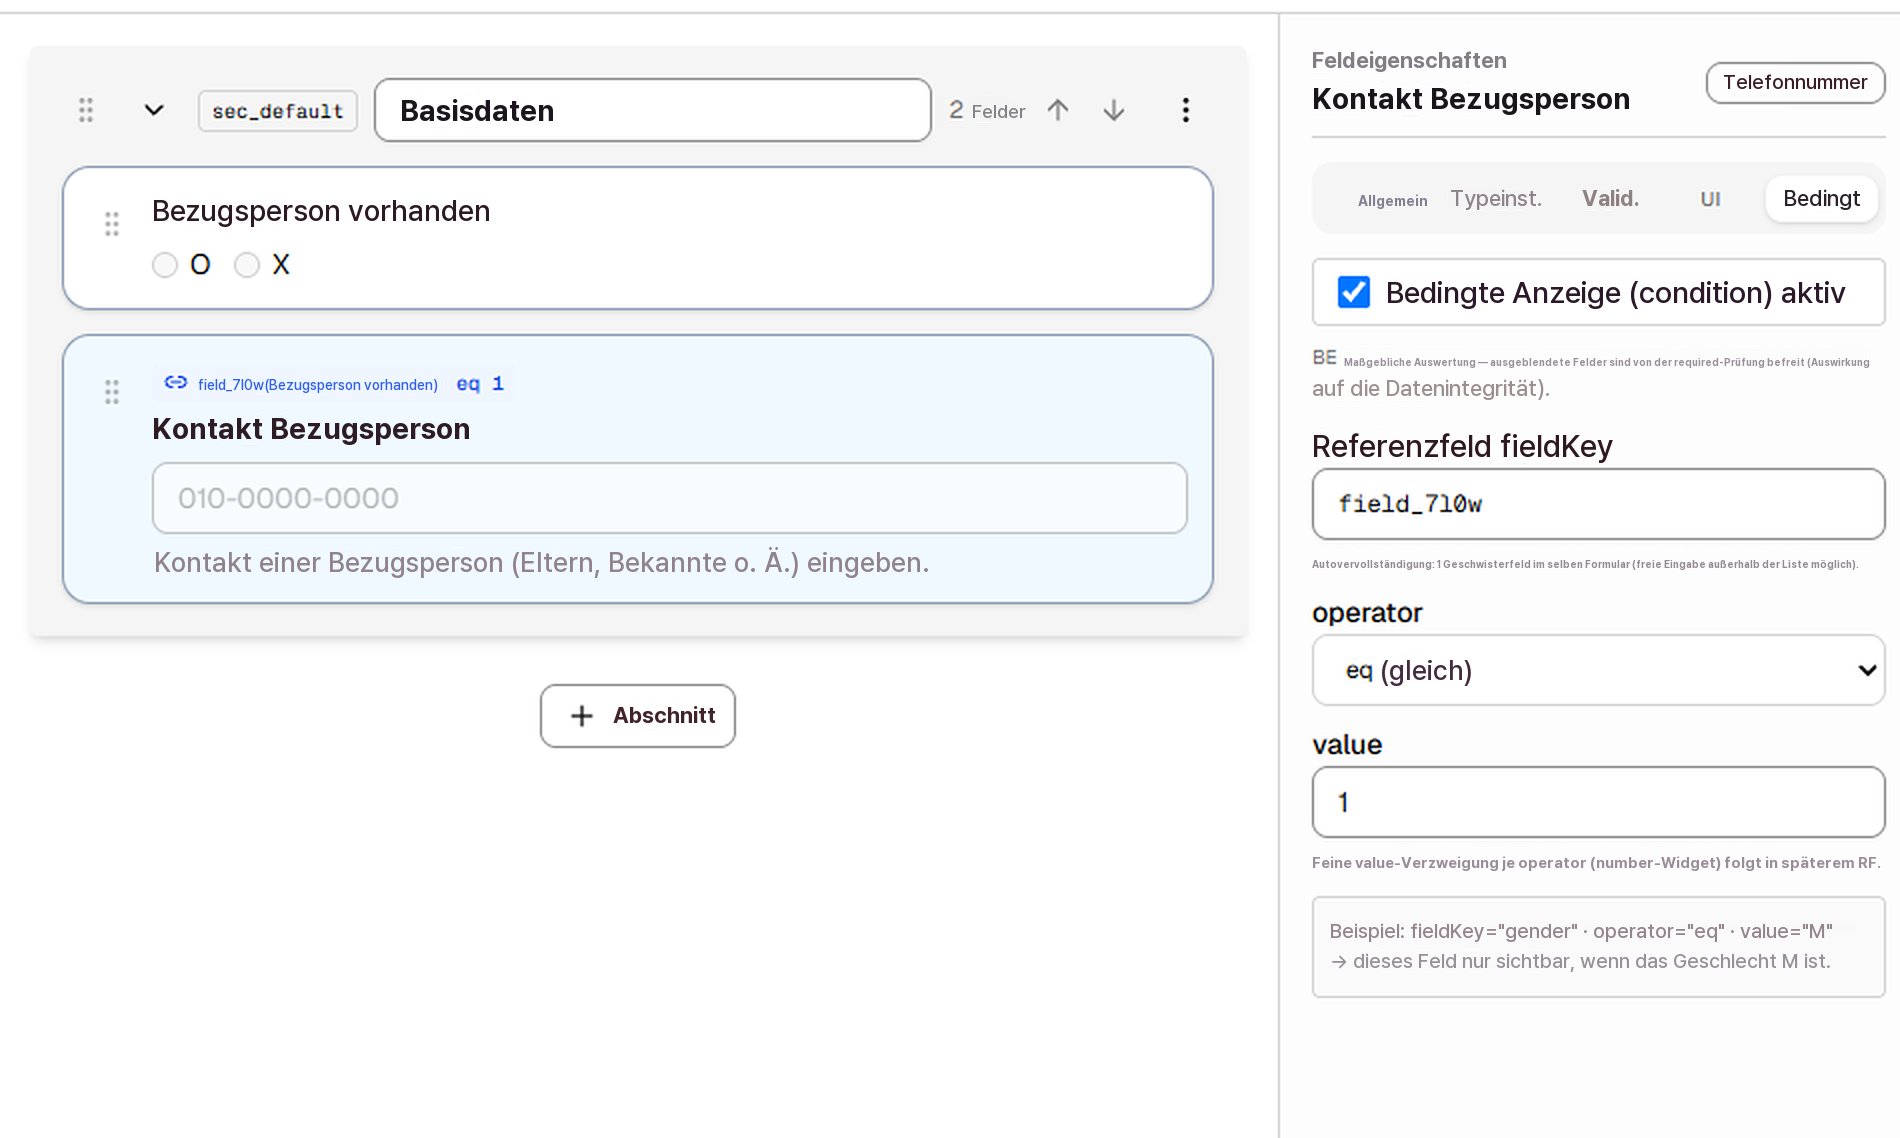 sec_default
Basisdaten
2 Felder
Bezugsperson vorhanden
O X
field_7l0w(Bezugsperson vorhanden) eq 1
Kontakt Bezugsperson
010-0000-0000
Kontakt einer Bezugsperson (Eltern, Bekannte o. Ä.) eingeben.
+ Abschnitt
Feldeigenschaften
Kontakt Bezugsperson
Telefonnummer
Allgemein Typeinst. Valid. UI Bedingt
Bedingte Anzeige (condition) aktiv
BE Maßgebliche Auswertung — ausgeblendete Felder sind von der required-Prüfung befreit (Auswirkung
auf die Datenintegrität).
Referenzfeld fieldKey
field_7l0w
Autovervollständigung: 1 Geschwisterfeld im selben Formular (freie Eingabe außerhalb der Liste möglich).
operator
eq (gleich)
value
1
Feine value-Verzweigung je operator (number-Widget) folgt in späterem RF.
Beispiel: fieldKey="gender" · operator="eq" · value="M"
→ dieses Feld nur sichtbar, wenn das Geschlecht M ist.